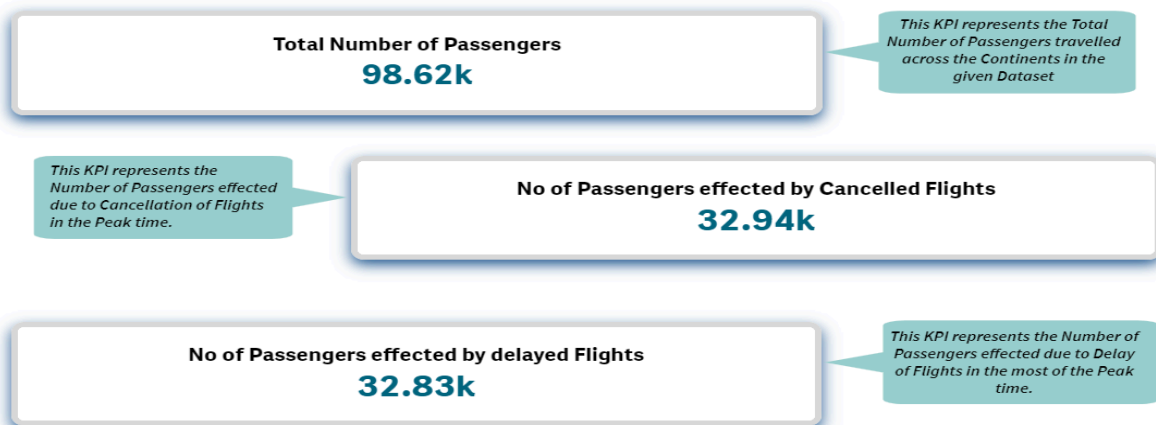 Total Number of Passengers
98.62k
This KPI represents the Total
Number of Passengers travelled
across the Continents in the
given Dataset
This KPI represents the
Number of Passengers effected
due to Cancellation of Flights
in the Peak time.
No of Passengers effected by Cancelled Flights
32.94k
No of Passengers effected by delayed Flights
32.83k
This KPI represents the Number of
Passengers effected due to Delay
of Flights in the most of the Peak
time.